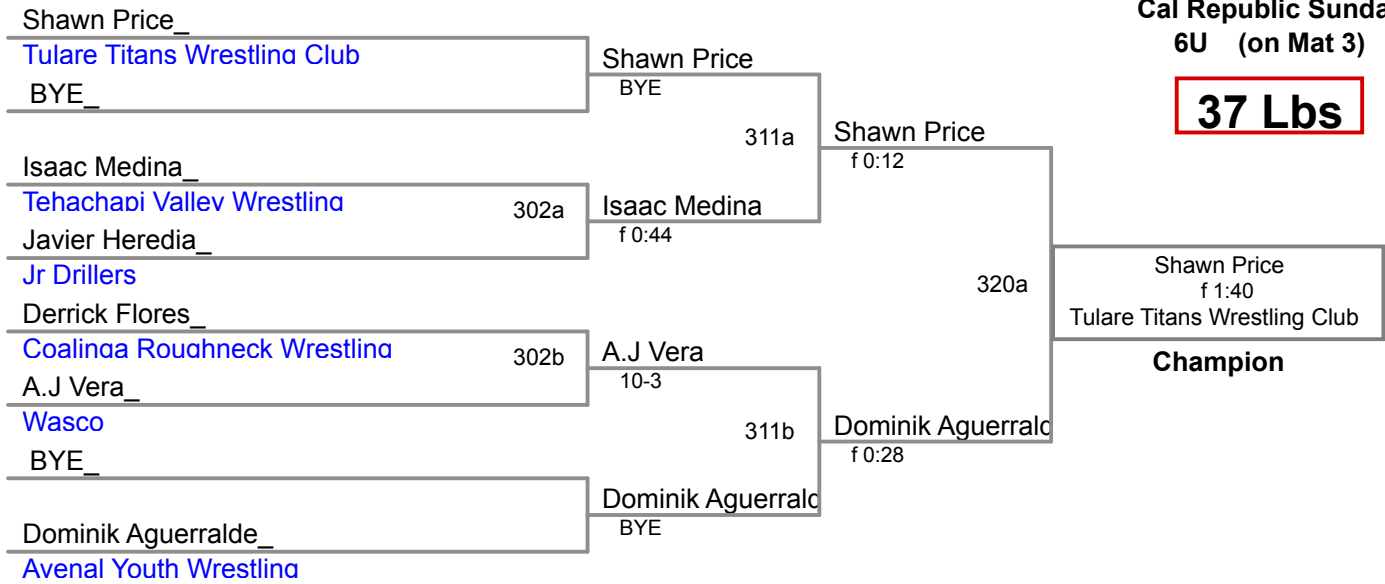 Cal Republic Sunda
6U (on Mat 3)
37 Lbs
Shawn Price_
Tulare Titans Wrestling Club
BYE_
Isaac Medina_
Tehachapi Valley Wrestling
302a
Javier Heredia_
Jr Drillers
Derrick Flores_
Coalinga Roughneck Wrestling
302b
A.J Vera_
Wasco
BYE_
Dominik Aguerralde_
Avenal Youth Wrestling
Shawn Price
BYE
311a
Isaac Medina
f 0:44
A.J Vera
10-3
311b
Dominik Aguerrald
BYE
Shawn Price
f 0:12
320a
Dominik Aguerrald
f 0:28
Shawn Price
f 1:40
Tulare Titans Wrestling Club
Champion